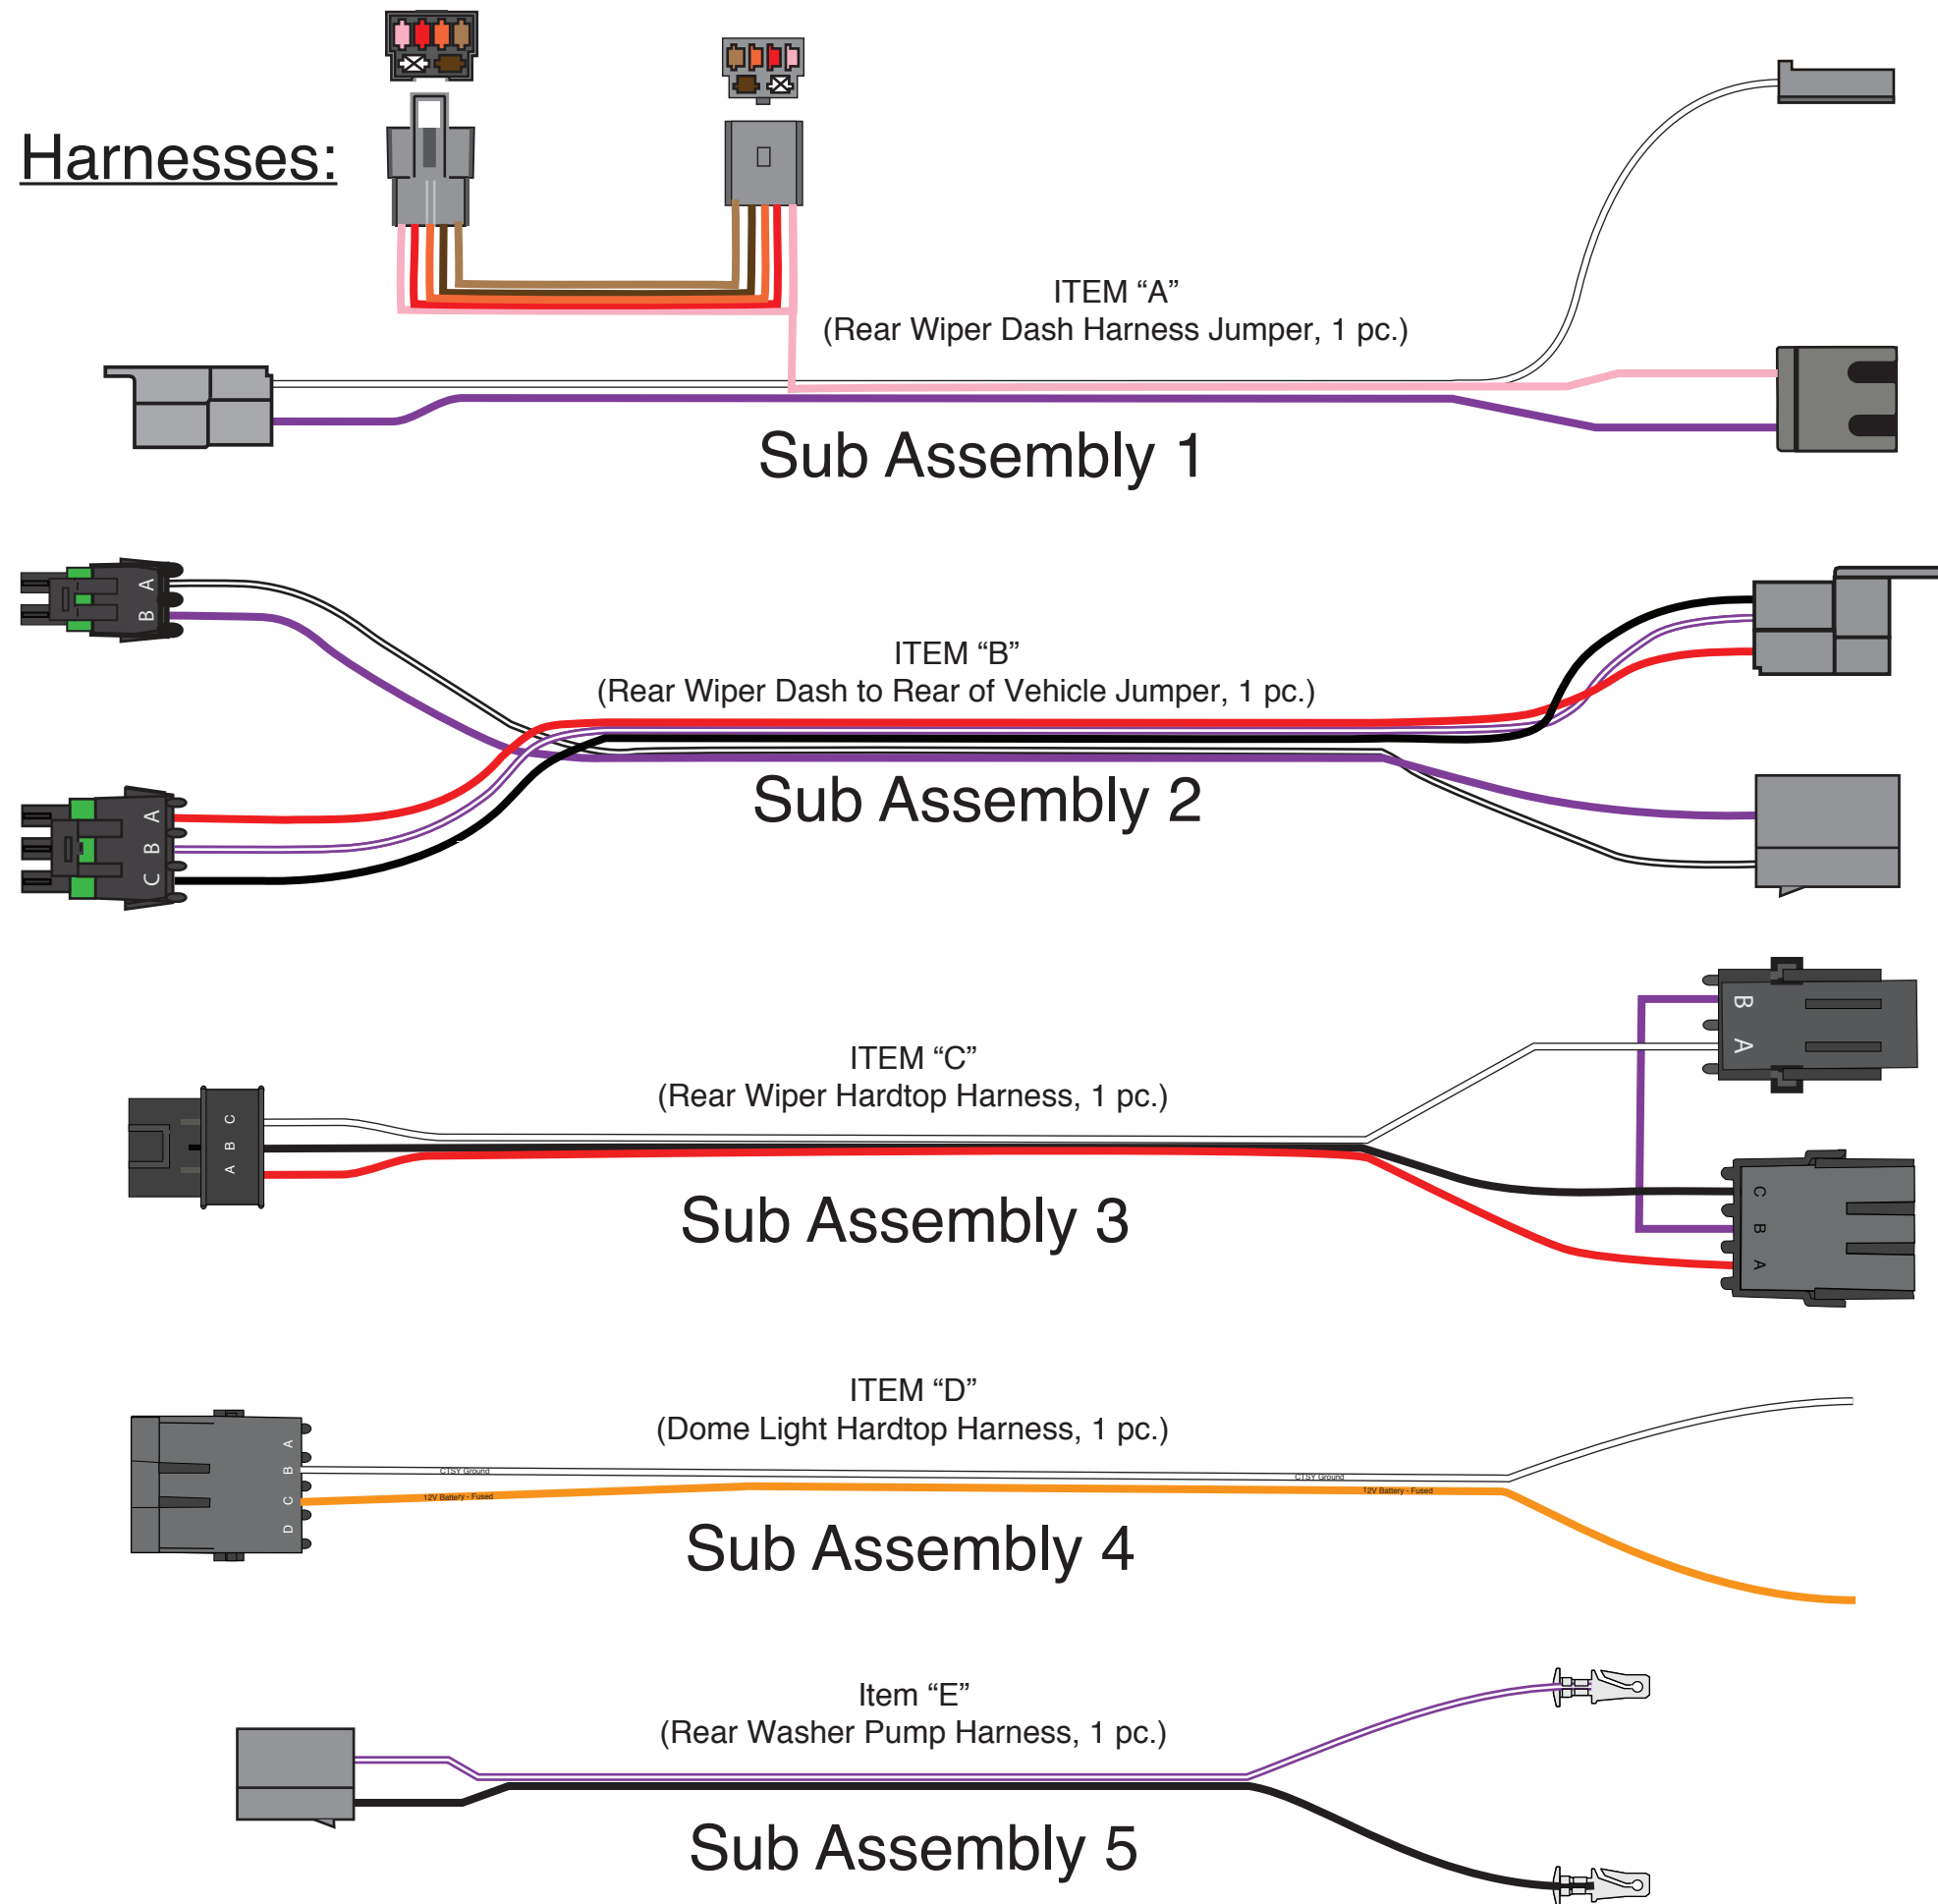 Harnesses:
ITEM “A”
(Rear Wiper Dash Harness Jumper, 1 pc.)
Sub Assembly 1
A
B
ITEM “B”
(Rear Wiper Dash to Rear of Vehicle Jumper, 1 pc.)
Sub Assembly 2
A
B
C
B
A
ITEM “C”
(Rear Wiper Hardtop Harness, 1 pc.)
C
B
A
Sub Assembly 3
C
B
A
ITEM “D”
(Dome Light Hardtop Harness, 1 pc.)
A
B
C
D
CTSY Ground
CTSY Ground
12V Battery - Fused
12V Battery - Fused
Sub Assembly 4
Item “E”
(Rear Washer Pump Harness, 1 pc.)
Sub Assembly 5